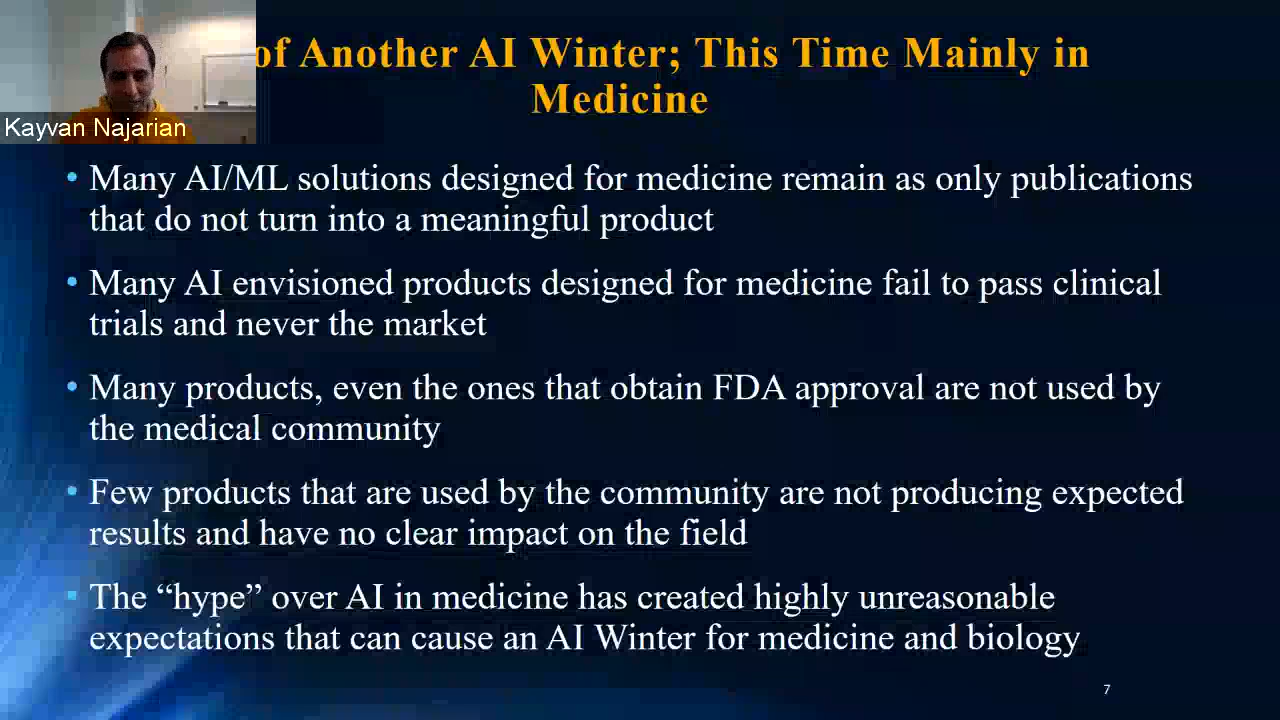 of Another AI Winter; This Time Mainly in
Medicine
Kayvan Najarian
• Many AI/ML solutions designed for medicine remain as only publications
that do not turn into a meaningful product
• Many AI envisioned products designed for medicine fail to pass clinical
trials and never the market
• Many products, even the ones that obtain FDA approval are not used by
the medical community
• Few products that are used by the community are not producing expected
results and have no clear impact on the field
▪ The “hype” over AI in medicine has created highly unreasonable
expectations that can cause an AI Winter for medicine and biology
7